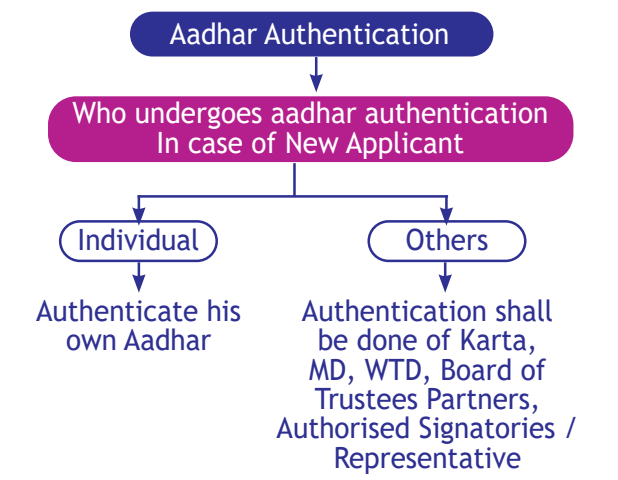 Aadhar Authentication
Who undergoes aadhar authentication
In case of New Applicant
Individual
Others
Authenticate his
own Aadhar
Authentication shall
be done of Karta,
MD, WTD, Board of
Trustees Partners,
Authorised Signatories /
Representative